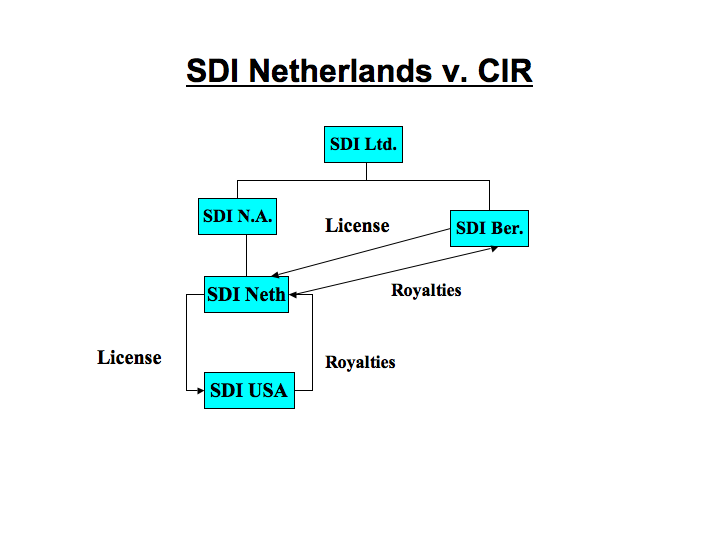 SDI Netherlands v. CIR
SDI Ltd.
SDI N.A.
License
SDI Ber.
SDI Neth
Royalties
License
Royalties
SDI USA